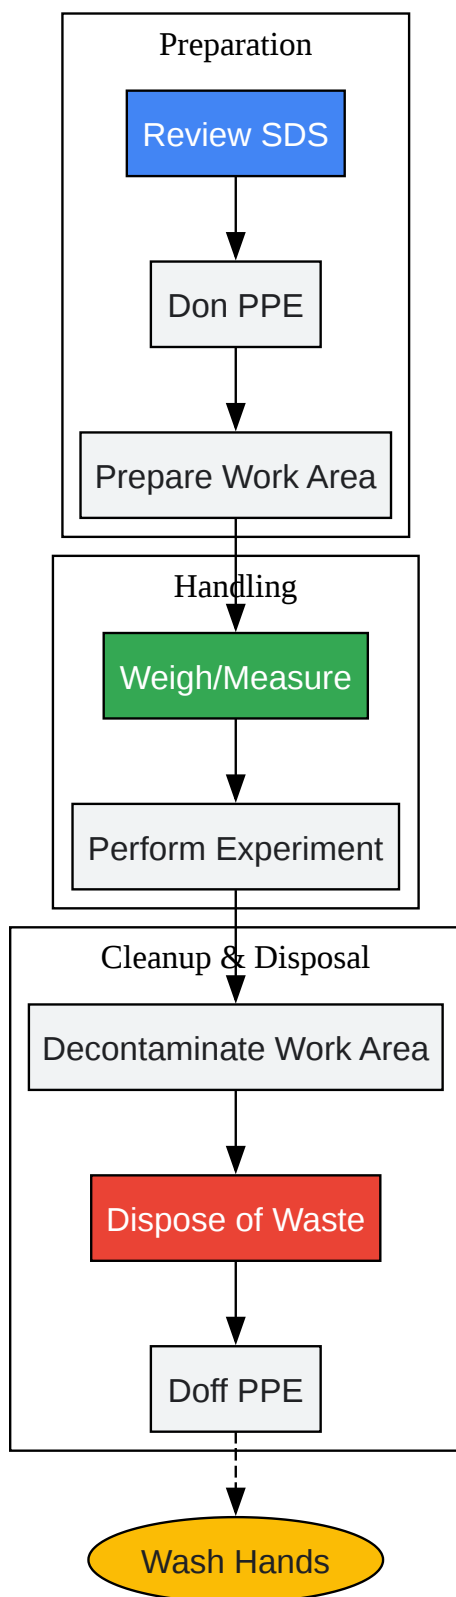 Preparation
Review SDS
Don PPE
Prepare Work Area
Handling
Weigh/Measure
Perform Experiment
Cleanup & Disposal
Decontaminate Work Area
Dispose of Waste
Doff PPE
Wash Hands